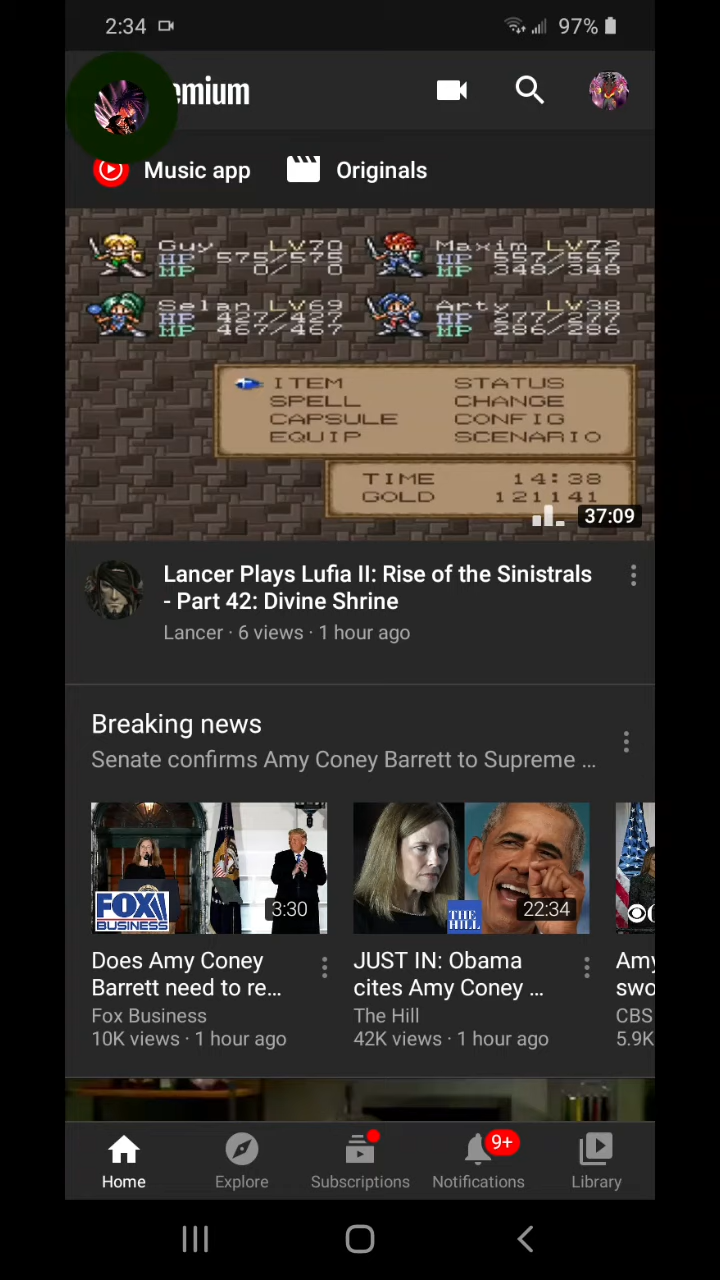 2:34
97%
emium
Music app
Originals
Guy LV70
HP 575/575
MP 0/ 0
Maxim LV72
HP 557/557
MP 348/348
Selan LV69
HP 427/427
MP 467/467
Arty LV38
HP 277/277
MP 286/286
ITEM STATUS
SPELL CHANGE
CAPSULE CONFIG
EQUIP SCENARIO
TIME 14:38
GOLD 121141
37:09
Lancer Plays Lufia II: Rise of the Sinistrals
- Part 42: Divine Shrine
Lancer · 6 views · 1 hour ago
Breaking news
Senate confirms Amy Coney Barrett to Supreme ...
FOX
BUSINESS
3:30
THE
HILL
22:34
Does Amy Coney
Barrett need to re...
Fox Business
10K views · 1 hour ago
JUST IN: Obama
cites Amy Coney ...
The Hill
42K views · 1 hour ago
Amy
swo
CBS
5.9K
9+
Home
Explore
Subscriptions
Notifications
Library